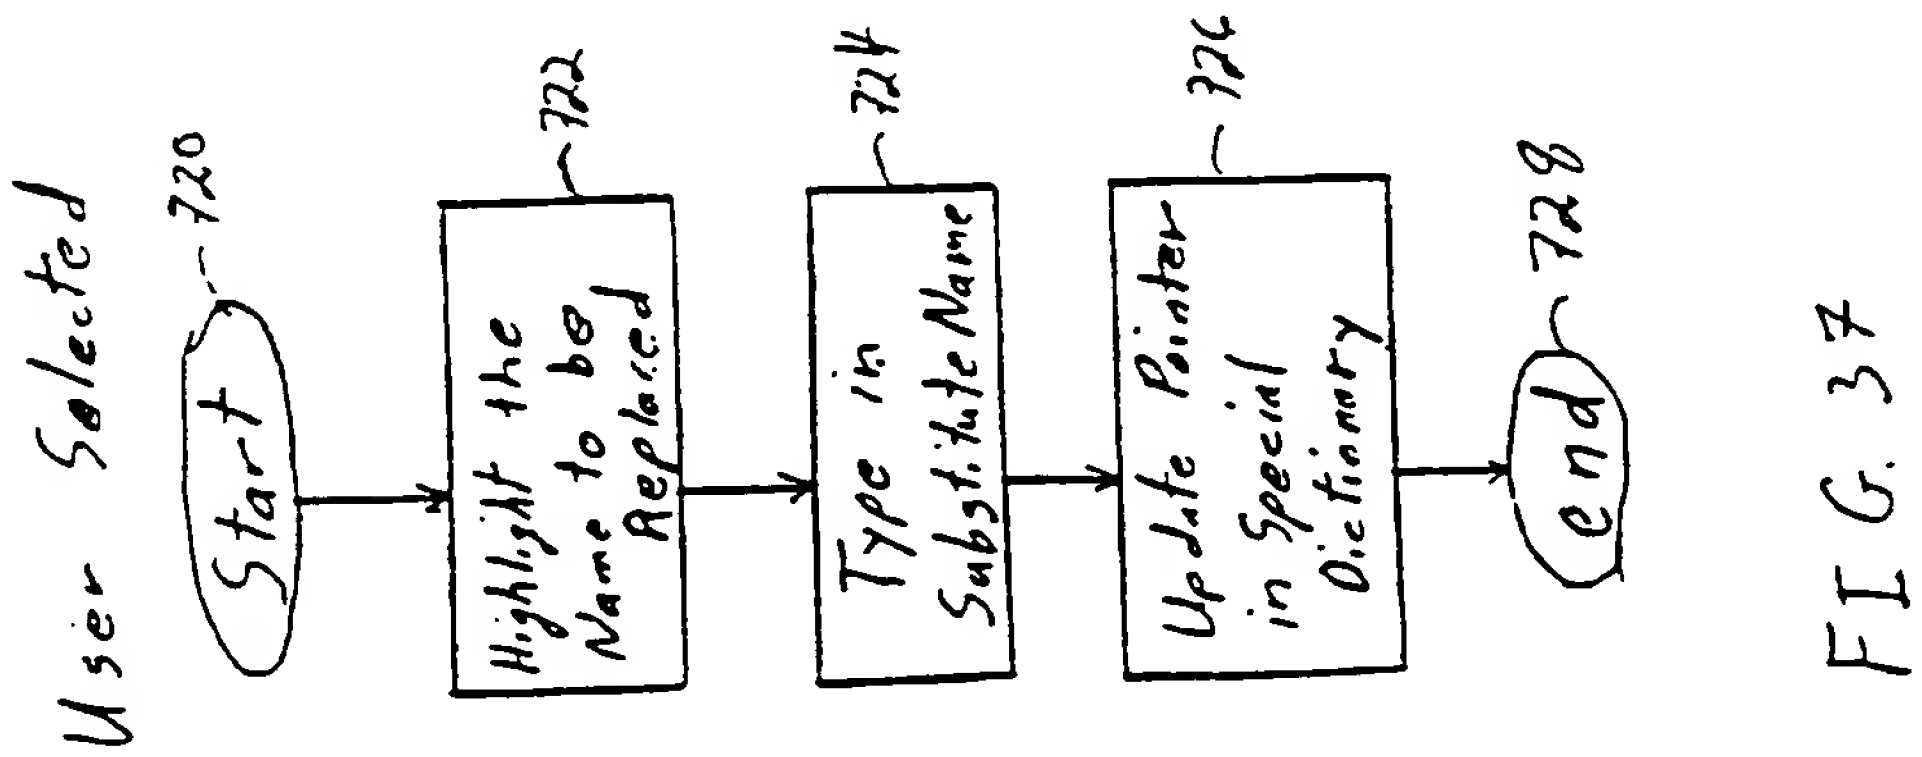 User Selected
720
Start
722
Highlight the
Name to be
Replaced
724
Type in
Substitute Name
726
Update Pointer
in Special
Dictionary
728
end
FIG. 37